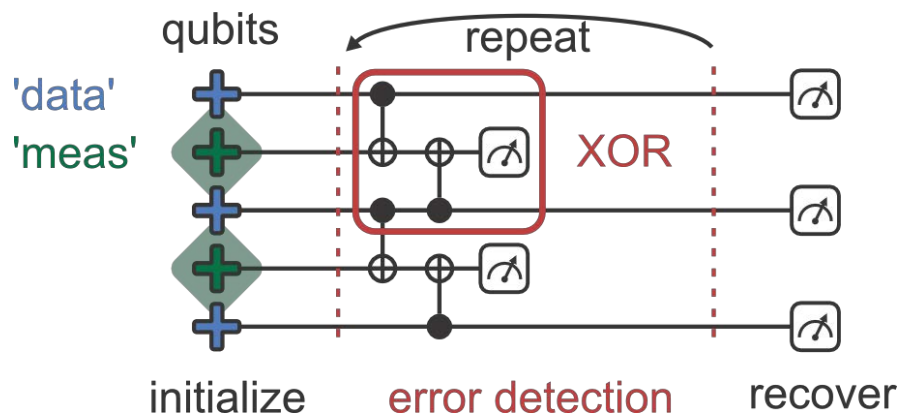 qubits
repeat
'data'
'meas'
XOR
initialize
error detection
recover